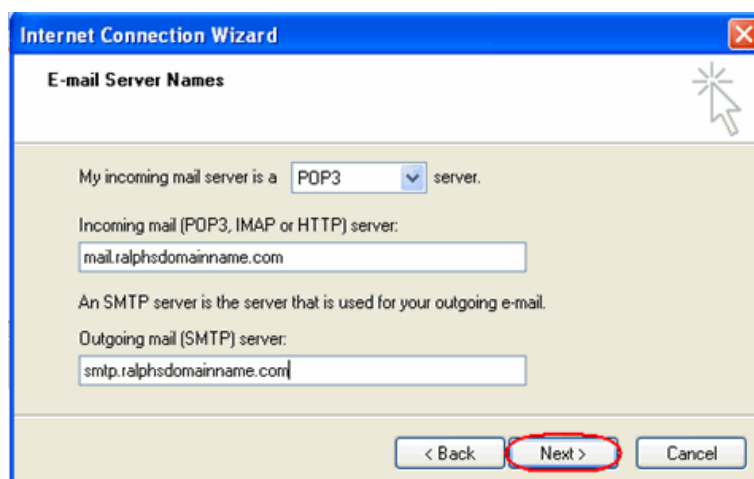 Internet Connection Wizard
E-mail Server Names
My incoming mail server is a POP3 server.
Incoming mail (POP3, IMAP or HTTP) server:
mail.ralphsdomainname.com
An SMTP server is the server that is used for your outgoing e-mail.
Outgoing mail (SMTP) server:
smtp.ralphsdomainname.com
< Back Next > Cancel